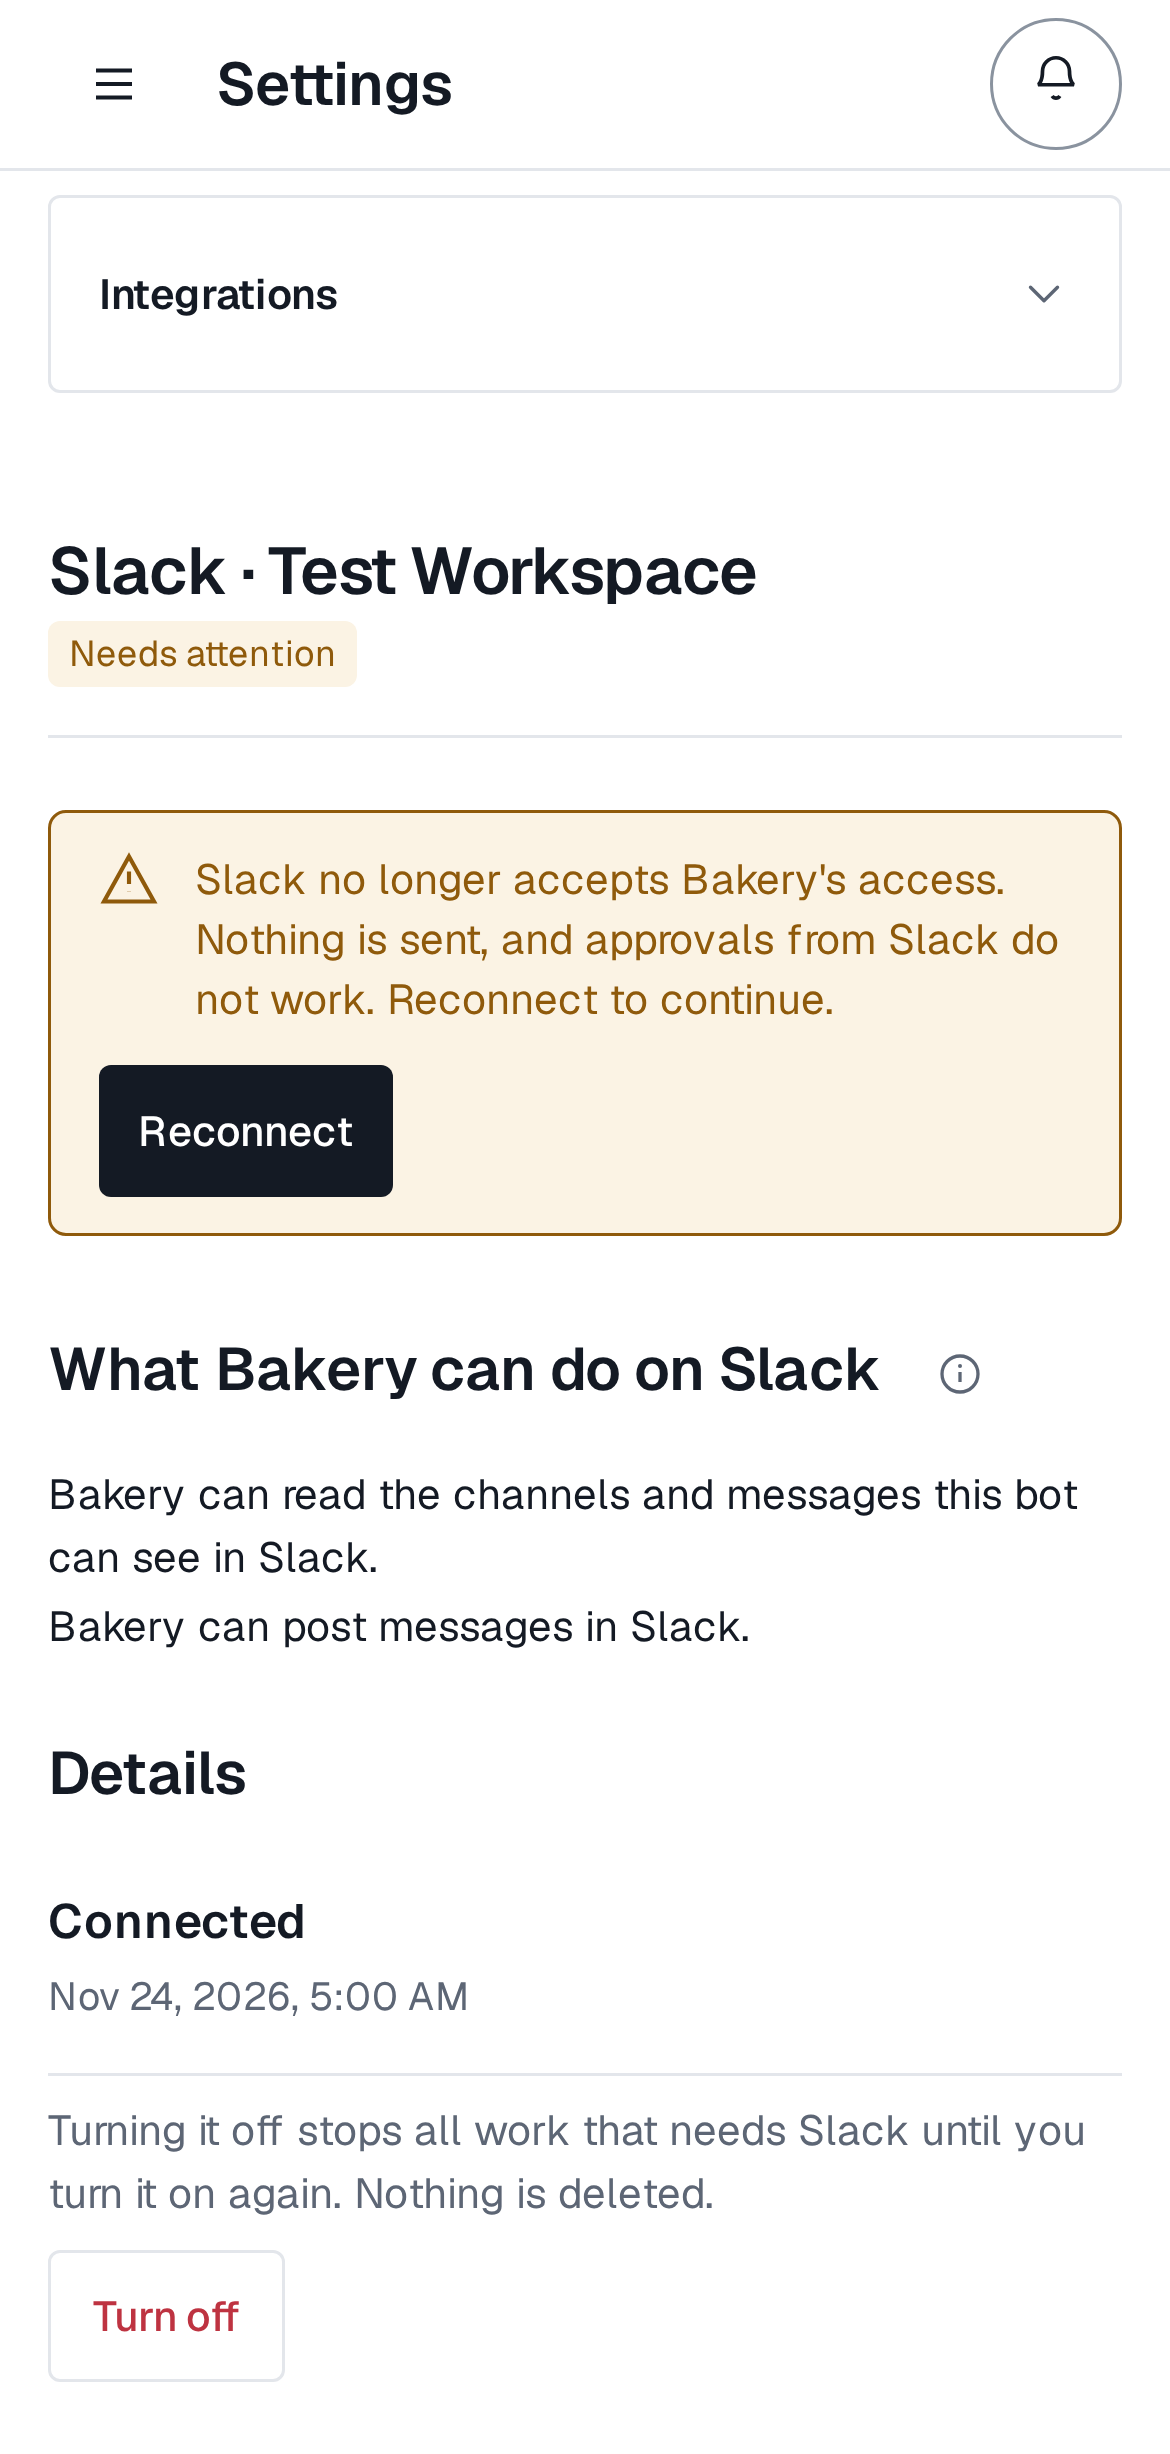 Settings
Integrations
Slack · Test Workspace
Needs attention
Slack no longer accepts Bakery's access.
Nothing is sent, and approvals from Slack do
not work. Reconnect to continue.
Reconnect
What Bakery can do on Slack
Bakery can read the channels and messages this bot
can see in Slack.
Bakery can post messages in Slack.
Details
Connected
Nov 24, 2026, 5:00 AM
Turning it off stops all work that needs Slack until you
turn it on again. Nothing is deleted.
Turn off